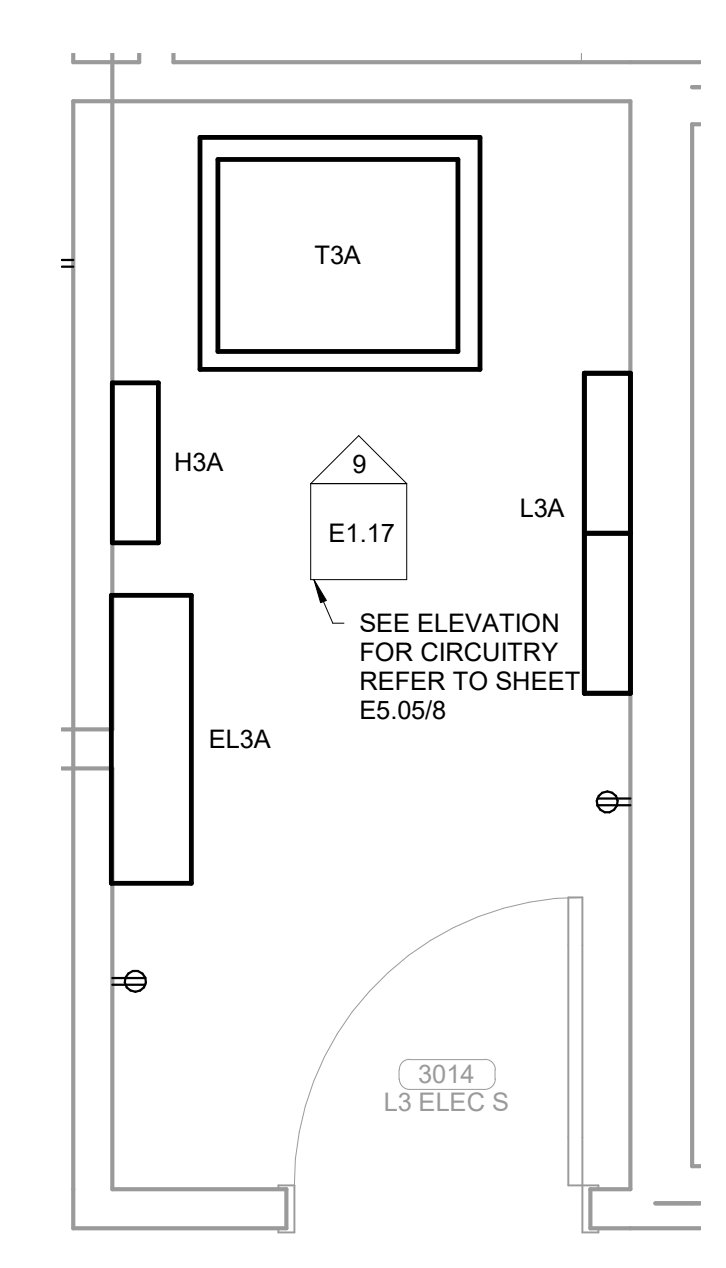 T3A
H3A
9
E1.17
L3A
SEE ELEVATION
FOR CIRCUITRY
REFER TO SHEET
E5.05/8
EL3A
3014
L3 ELEC S